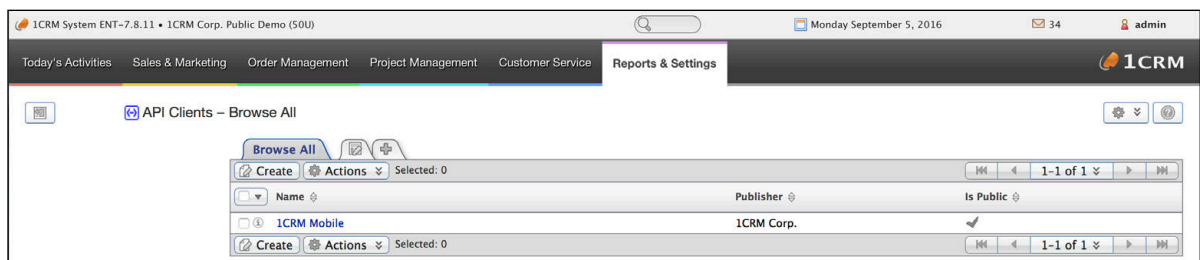 1CRM System ENT-7.8.11 • 1CRM Corp. Public Demo (50U) Monday September 5, 2016 34 admin
Today's Activities Sales & Marketing Order Management Project Management Customer Service Reports & Settings 1CRM
API Clients – Browse All
Browse All
Create Actions Selected: 0 1-1 of 1
Name Publisher Is Public
1CRM Mobile 1CRM Corp.
Create Actions Selected: 0 1-1 of 1